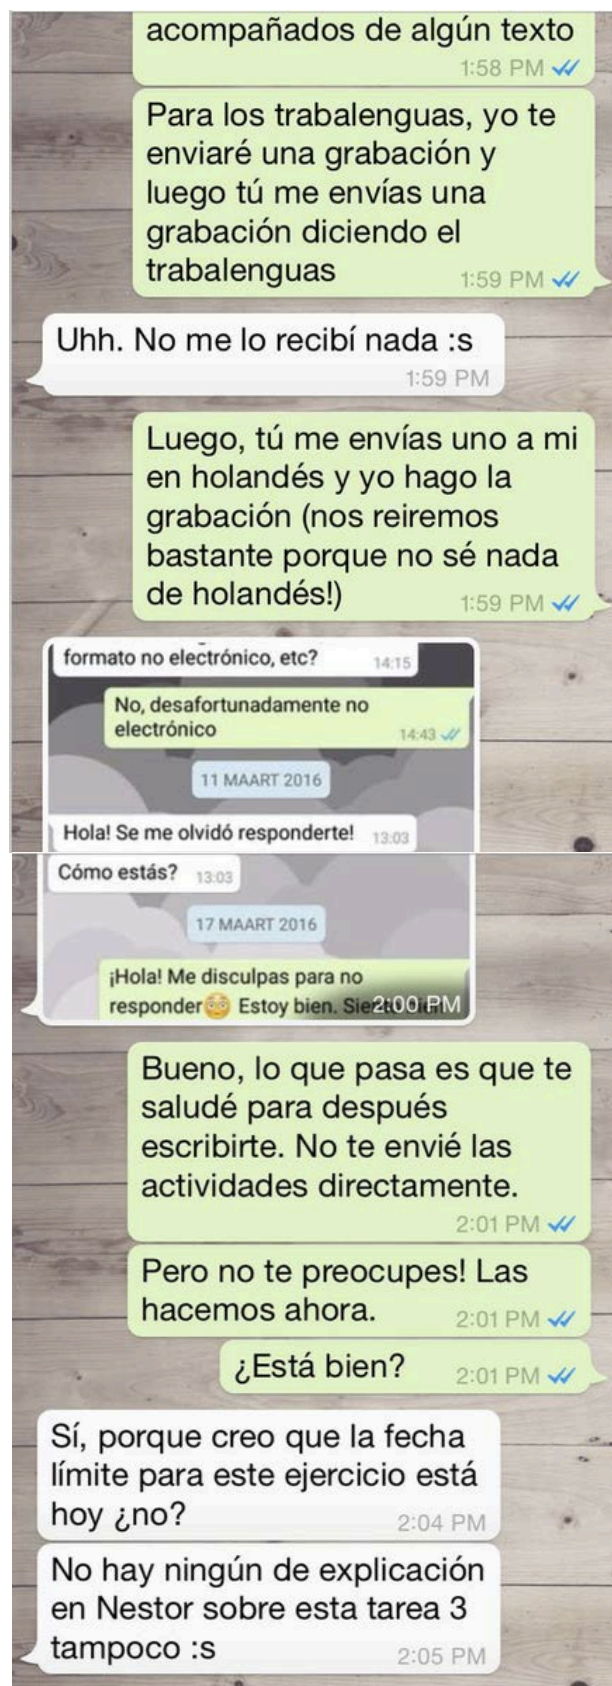 acompañados de algún texto
1:58 PM
Para los trabalenguas, yo te
enviaré una grabación y
luego tú me envías una
grabación diciendo el
trabalenguas
1:59 PM
Uhh. No me lo recibí nada :s
1:59 PM
Luego, tú me envías uno a mi
en holandés y yo hago la
grabación (nos reiremos
bastante porque no sé nada
de holandés!)
1:59 PM
formato no electrónico, etc?
14:15
No, desafortunadamente no
electrónico
14:43
11 MAART 2016
Hola! Se me olvidó responderte!
13:03
Cómo estás?
13:03
17 MAART 2016
¡Hola! Me disculpas para no
responder😳 Estoy bien.
2:00 PM
Bueno, lo que pasa es que te
saludé para después
escribirte. No te envié las
actividades directamente.
2:01 PM
Pero no te preocupes! Las
hacemos ahora.
2:01 PM
¿Está bien?
2:01 PM
Sí, porque creo que la fecha
límite para este ejercicio está
hoy ¿no?
2:04 PM
No hay ningún de explicación
en Nestor sobre esta tarea 3
tampoco :s
2:05 PM